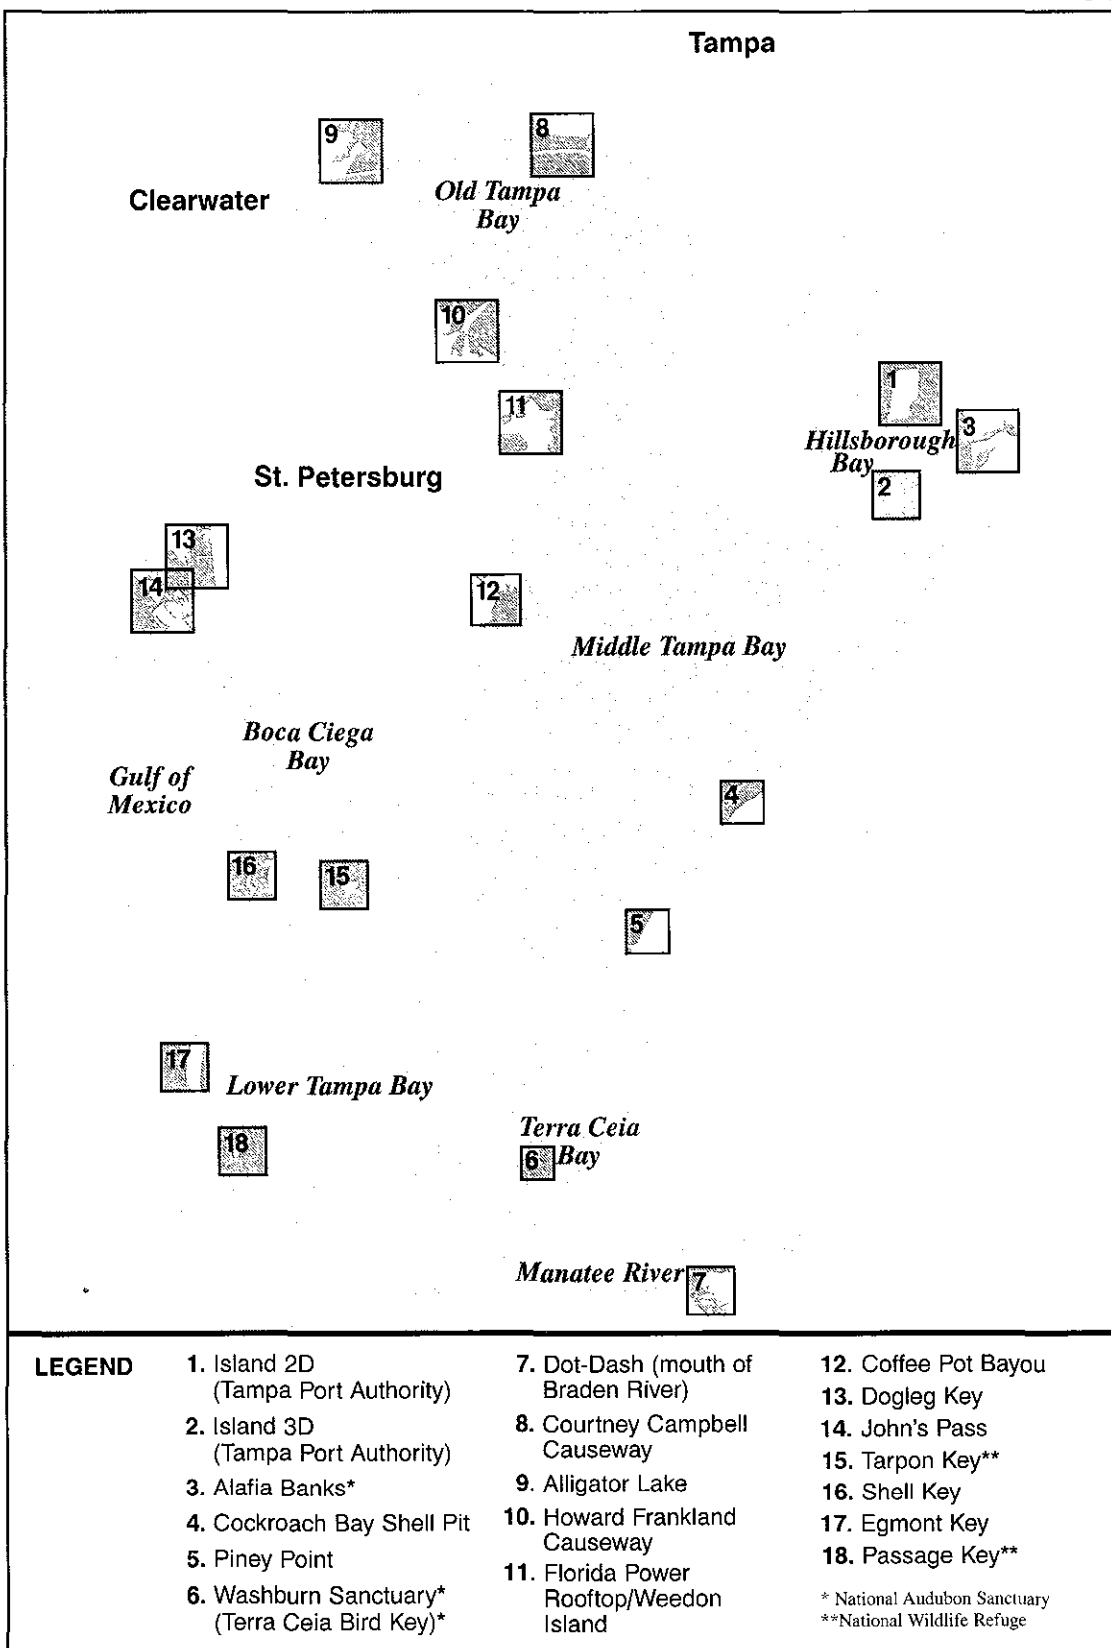 Tampa
9
8
Clearwater
Old Tampa
Bay
10
1
11
3
Hillsborough
Bay
St. Petersburg
2
13
14
12
Middle Tampa Bay
Boca Ciega
Bay
Gulf of
Mexico
4
16
15
5
17
Lower Tampa Bay
18
Terra Ceia
Bay
6
Manatee River
7
LEGEND
1. Island 2D
(Tampa Port Authority)
2. Island 3D
(Tampa Port Authority)
3. Alafia Banks*
4. Cockroach Bay Shell Pit
5. Piney Point
6. Washburn Sanctuary*
(Terra Ceia Bird Key)*
7. Dot-Dash (mouth of
Braden River)
8. Courtney Campbell
Causeway
9. Alligator Lake
10. Howard Frankland
Causeway
11. Florida Power
Rooftop/Weedon
Island
12. Coffee Pot Bayou
13. Dogleg Key
14. John's Pass
15. Tarpon Key**
16. Shell Key
17. Egmont Key
18. Passage Key**
* National Audubon Sanctuary
**National Wildlife Refuge